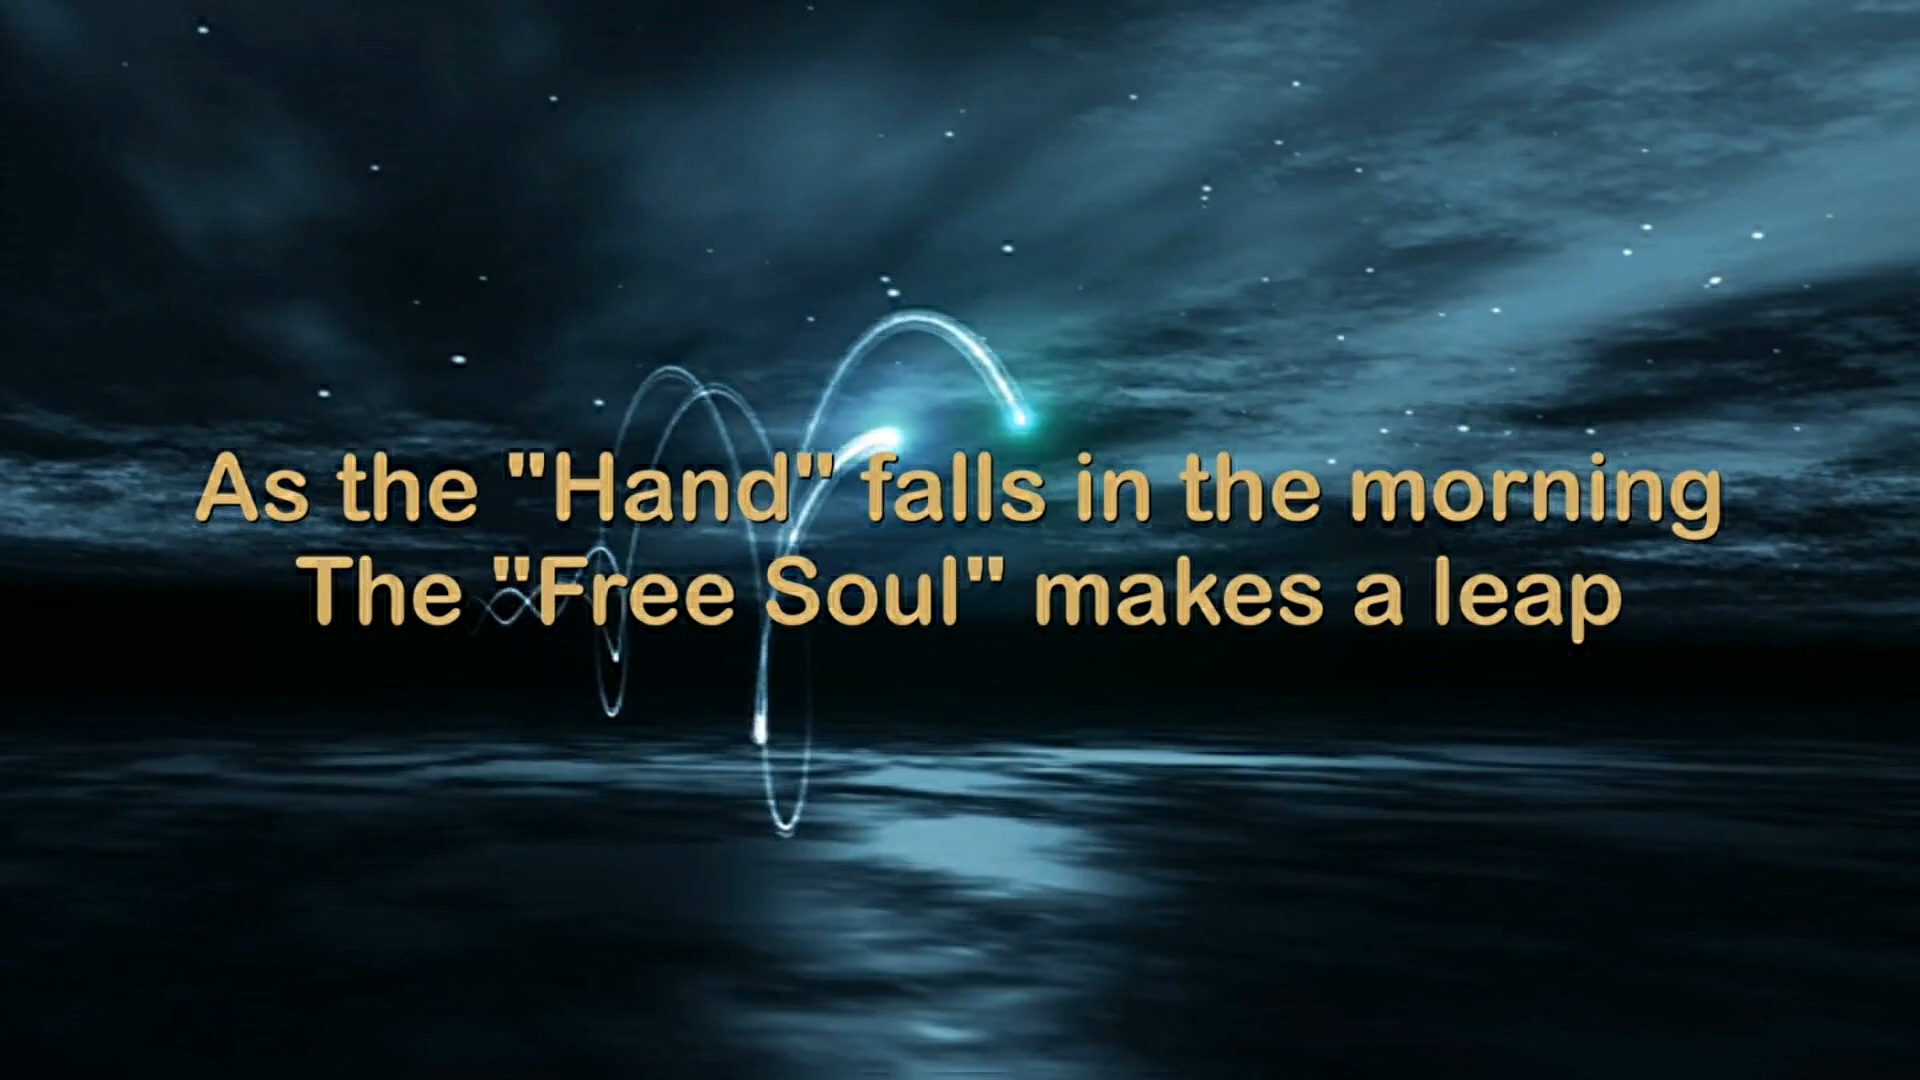 As the "Hand" falls in the morning
The "Free Soul" makes a leap